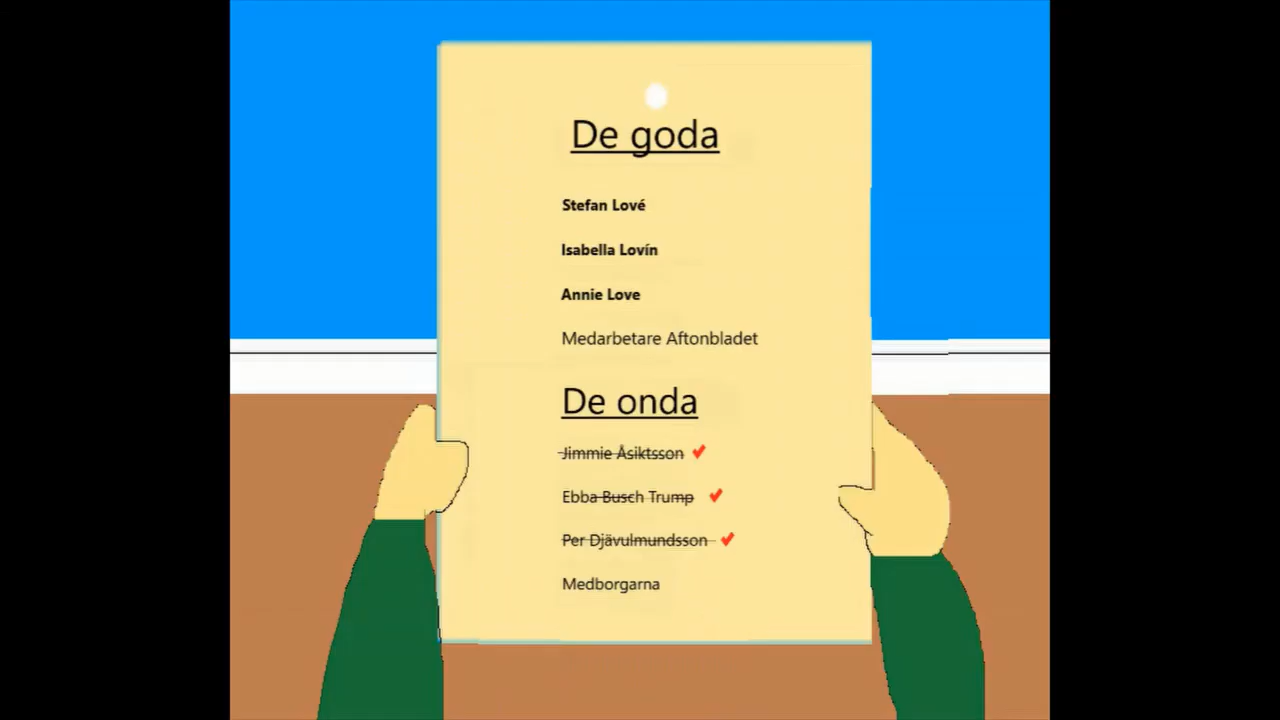 De goda
Stefan Lové
Isabella Lovín
Annie Love
Medarbetare Aftonbladet
De onda
Jimmie Åsiktsson
Ebba Busch Trump
Per Djävulmundsson
Medborgarna